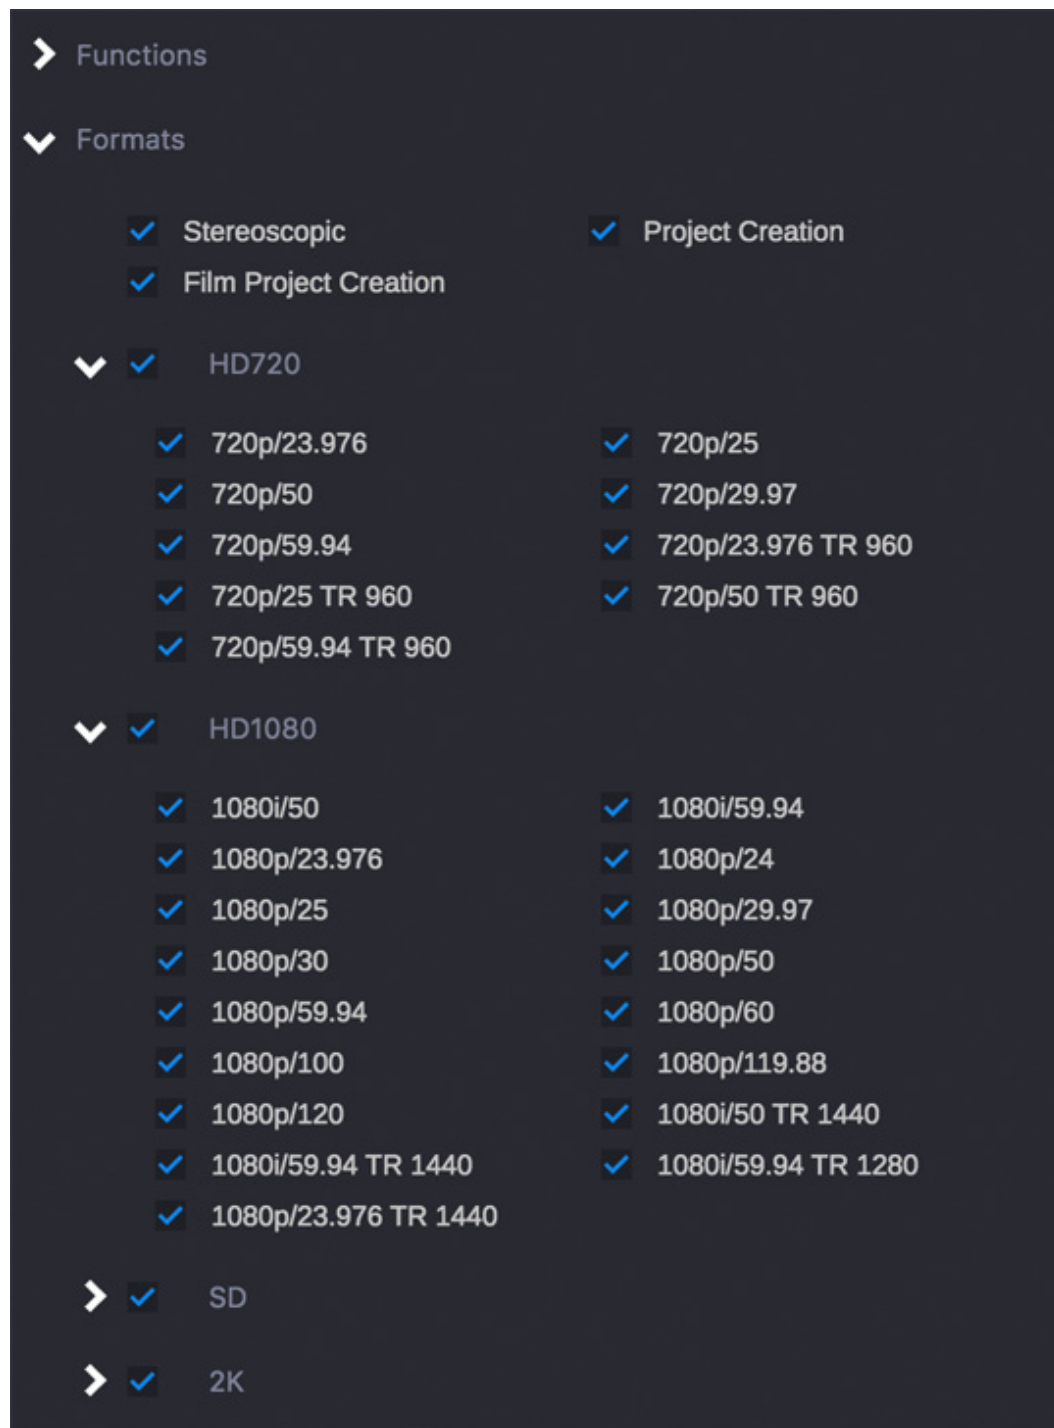 Functions
Formats
Stereoscopic Project Creation
Film Project Creation
HD720
720p/23.976 720p/25
720p/50 720p/29.97
720p/59.94 720p/23.976 TR 960
720p/25 TR 960 720p/50 TR 960
720p/59.94 TR 960
HD1080
1080i/50 1080i/59.94
1080p/23.976 1080p/24
1080p/25 1080p/29.97
1080p/30 1080p/50
1080p/59.94 1080p/60
1080p/100 1080p/119.88
1080p/120 1080i/50 TR 1440
1080i/59.94 TR 1440 1080i/59.94 TR 1280
1080p/23.976 TR 1440
SD
2K